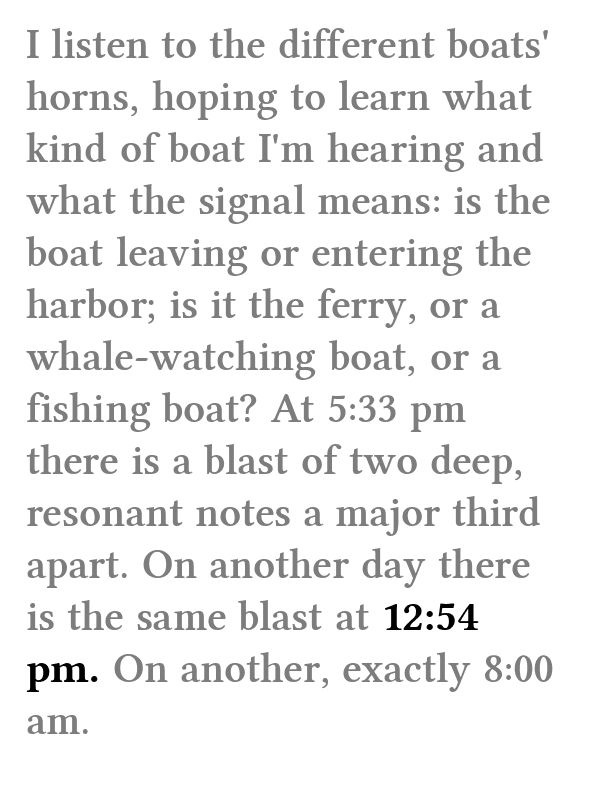 I listen to the different boats'
horns, hoping to learn what
kind of boat I'm hearing and
what the signal means: is the
boat leaving or entering the
harbor; is it the ferry, or a
whale-watching boat, or a
fishing boat? At 5:33 pm
there is a blast of two deep,
resonant notes a major third
apart. On another day there
is the same blast at 12:54
pm. On another, exactly 8:00
am.